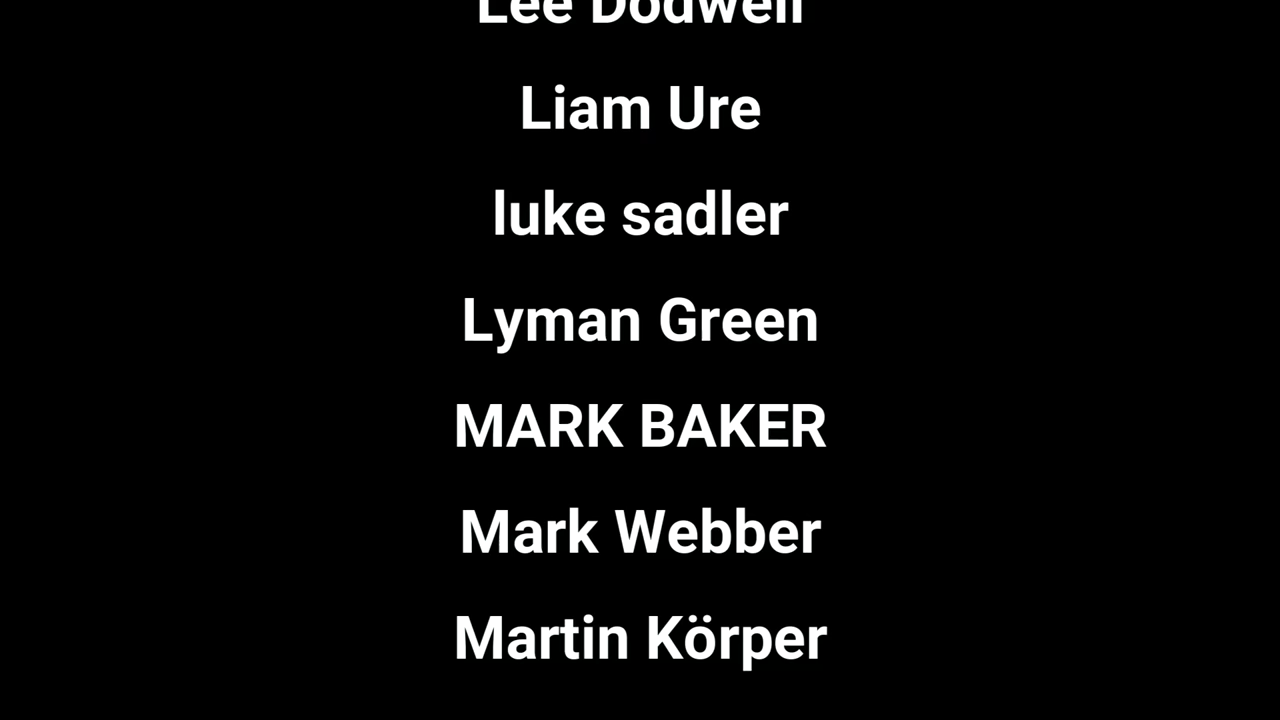 Lee Dodwell
Liam Ure
luke sadler
Lyman Green
MARK BAKER
Mark Webber
Martin Körper